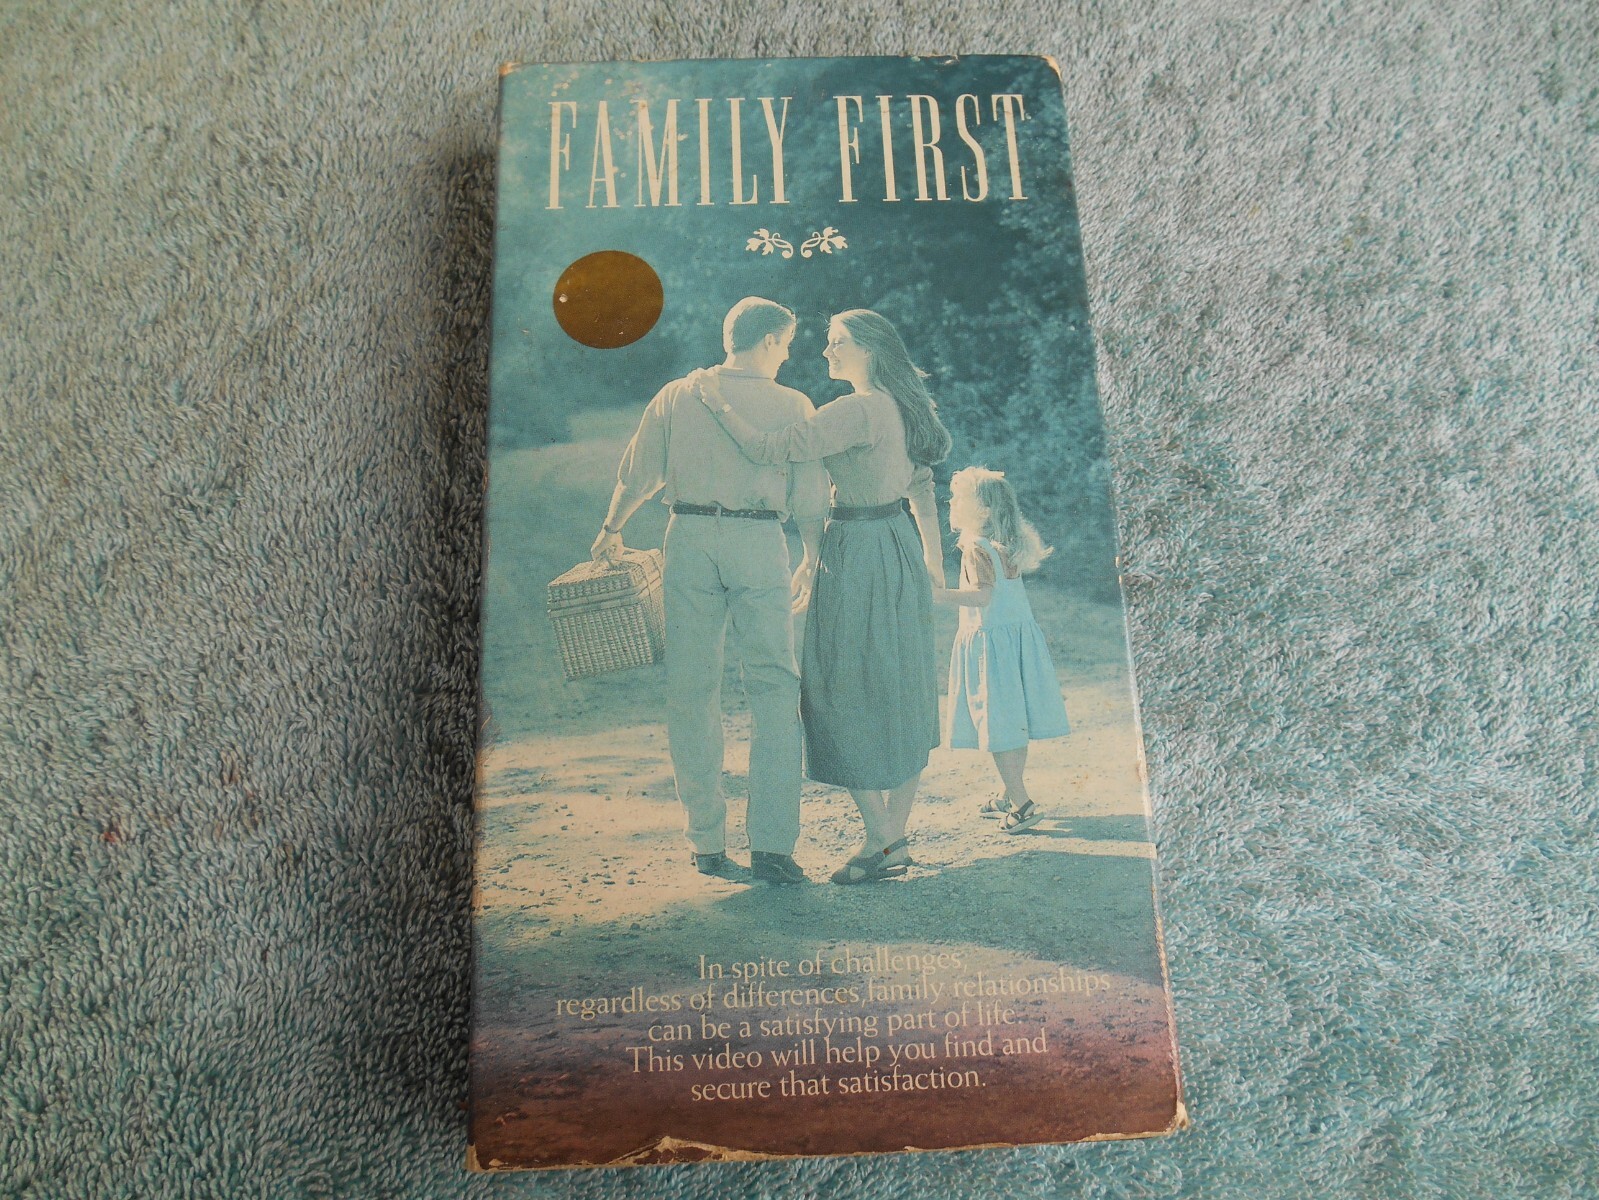 FAMILY FIRST
In spite of challenges,
regardless of differences, family relationships
can be a satisfying part of life.
This video will help you find and
secure that satisfaction.